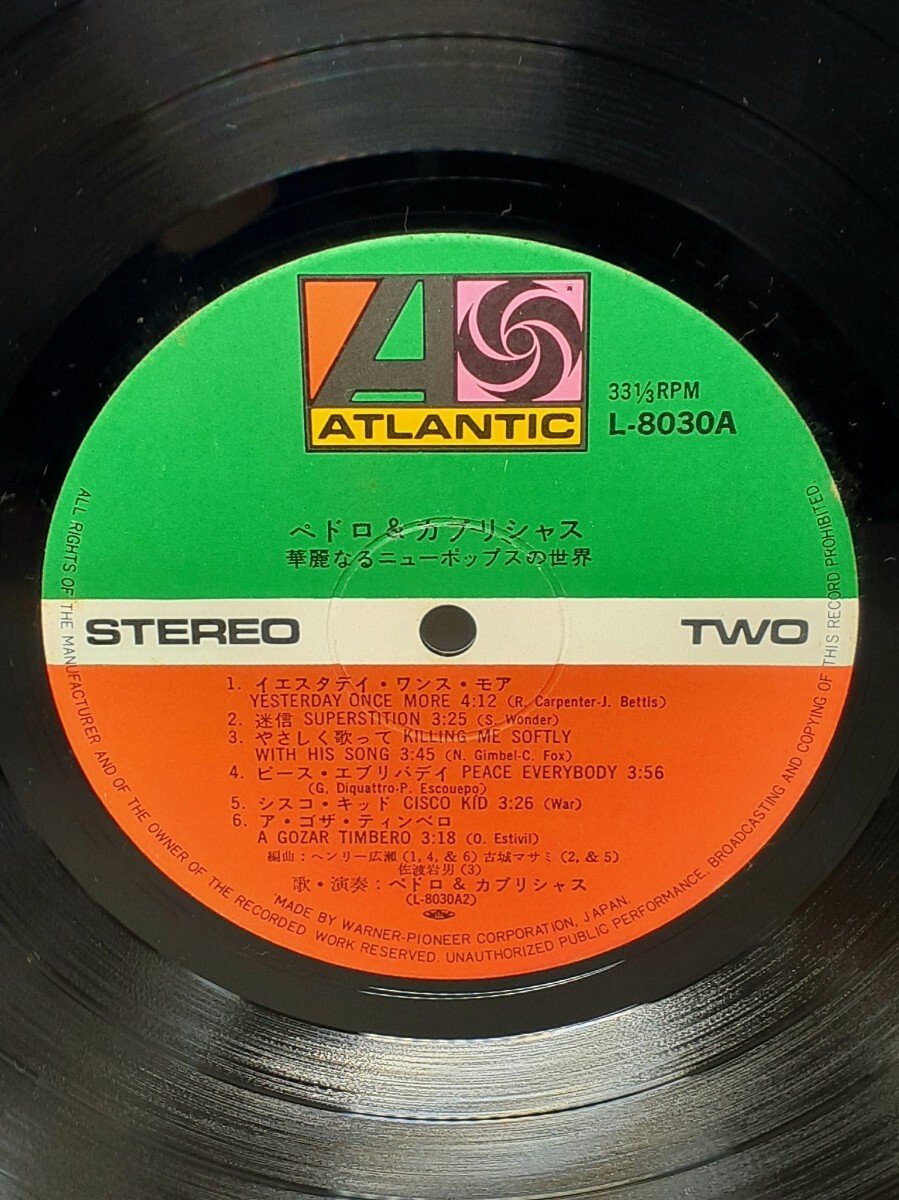 ATLANTIC
33⅓RPM
L-8030A
ペドロ & カプリシャス
華麗なるニューポップスの世界
STEREO
TWO
1. イエスタデイ・ワンス・モア
YESTERDAY ONCE MORE 4:12 (R. Carpenter-J. Bettis)
2. 迷信 SUPERSTITION 3:25 (S. Wonder)
3. やさしく歌って KILLING ME SOFTLY
WITH HIS SONG 3:45 (N. Gimbel-C. Fox)
4. ピース・エブリバデイ PEACE EVERYBODY 3:56
(G. Diquattro-P. Escouepo)
5. シスコ・キッド CISCO KID 3:26 (War)
6. ア・ゴザ・ティンベロ
A GOZAR TIMBERO 3:18 (O. Estivil)
編曲：ヘンリー広瀬 (1, 4, & 6) 古城マサミ (2, & 5)
佐渡岩男 (3)
歌・演奏：ペドロ & カプリシャス
(L-8030A2)
MADE BY WARNER-PIONEER CORPORATION, JAPAN.
ALL RIGHTS OF THE MANUFACTURER AND OF THE OWNER OF THE RECORDED WORK RESERVED. UNAUTHORIZED PUBLIC PERFORMANCE, BROADCASTING AND COPYING OF THIS RECORD PROHIBITED.